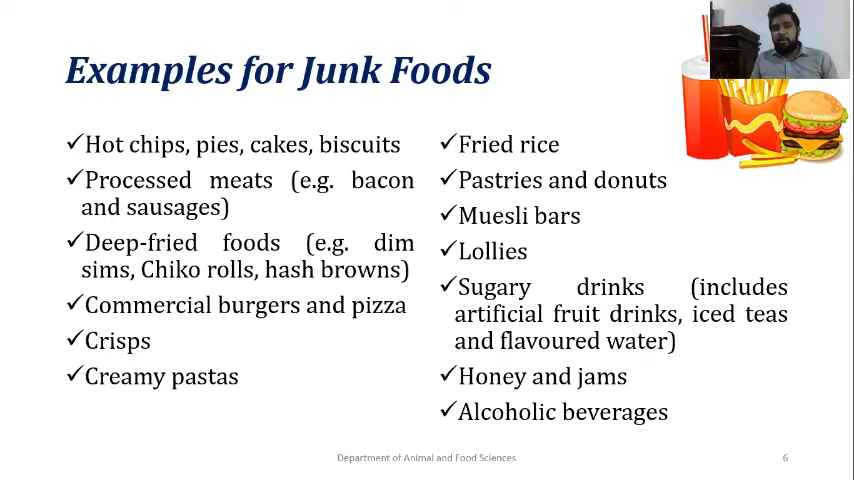 Examples for Junk Foods
✓Hot chips, pies, cakes, biscuits
✓Processed meats (e.g. bacon
and sausages)
✓Deep-fried foods (e.g. dim
sims, Chiko rolls, hash browns)
✓Commercial burgers and pizza
✓Crisps
✓Creamy pastas
✓Fried rice
✓Pastries and donuts
✓Muesli bars
✓Lollies
✓Sugary drinks (includes
artificial fruit drinks, iced teas
and flavoured water)
✓Honey and jams
✓Alcoholic beverages
Department of Animal and Food Sciences
6